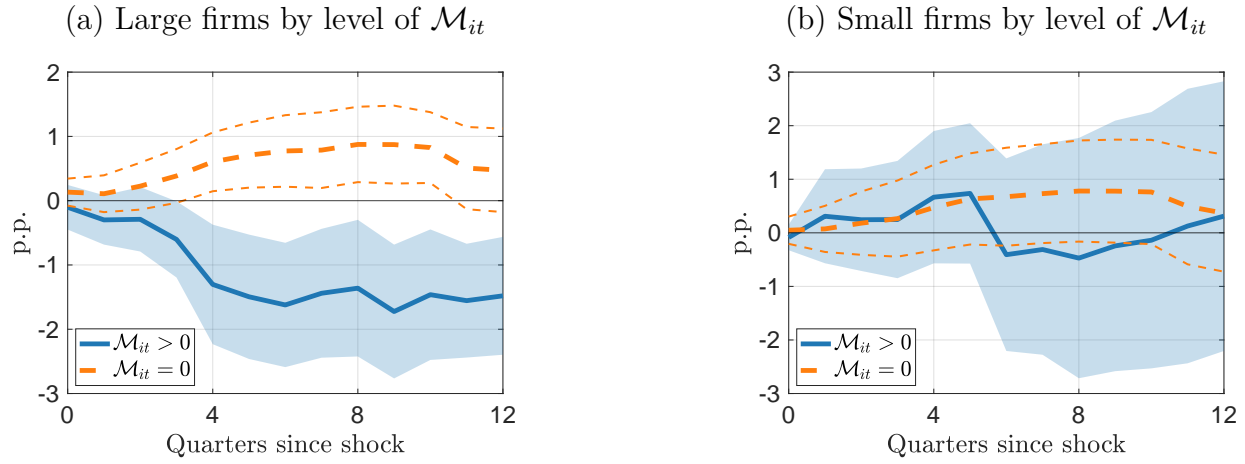 (a) Large firms by level of 𝓜ᵢₜ
2
1
0
-1
-2
-3
p.p.
𝓜ᵢₜ > 0
𝓜ᵢₜ = 0
0 4 8 12
Quarters since shock
(b) Small firms by level of 𝓜ᵢₜ
3
2
1
0
-1
-2
-3
p.p.
𝓜ᵢₜ > 0
𝓜ᵢₜ = 0
0 4 8 12
Quarters since shock